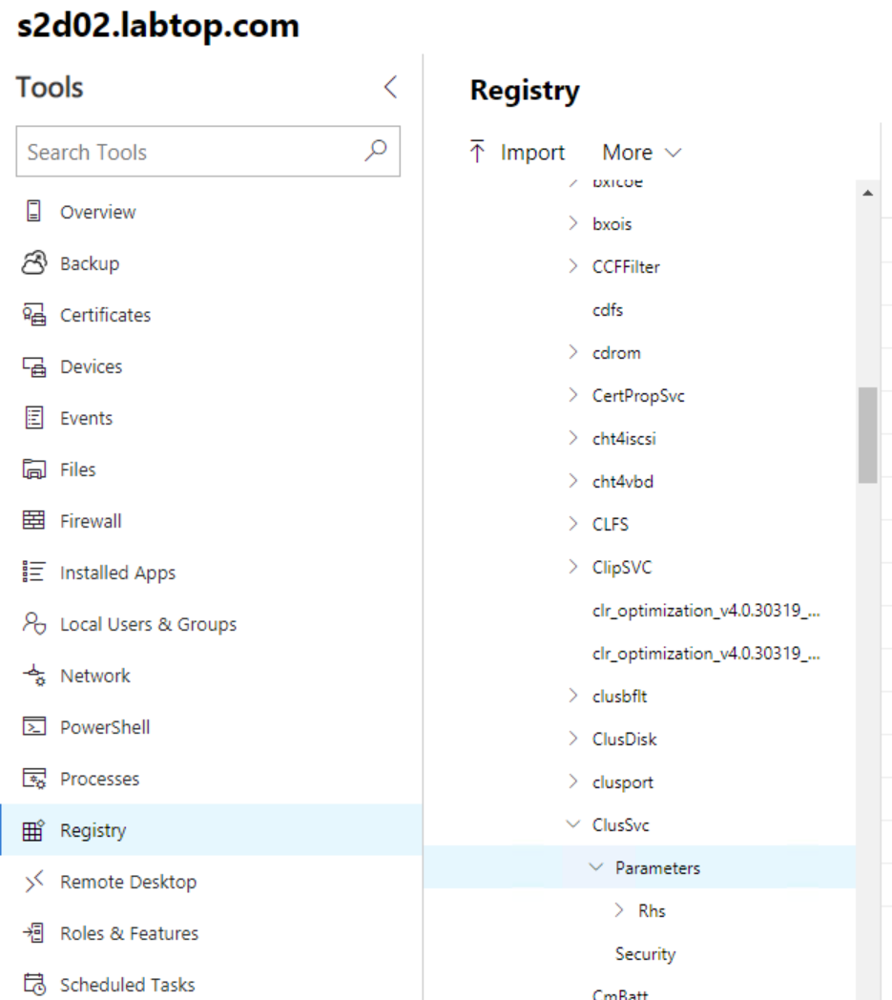 s2d02.labtop.com
Tools
Search Tools
Overview
Backup
Certificates
Devices
Events
Files
Firewall
Installed Apps
Local Users & Groups
Network
PowerShell
Processes
Registry
Remote Desktop
Roles & Features
Scheduled Tasks
Registry
Import More
bxfcoe
bxois
CCFFilter
cdfs
cdrom
CertPropSvc
cht4iscsi
cht4vbd
CLFS
ClipSVC
clr_optimization_v4.0.30319_...
clr_optimization_v4.0.30319_...
clusbflt
ClusDisk
clusport
ClusSvc
Parameters
Rhs
Security
CmBatt